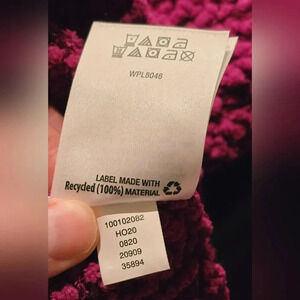 WPL8046
LABEL MADE WITH
Recycled (100%) MATERIAL
100102082
HO20
0820
20909
35894